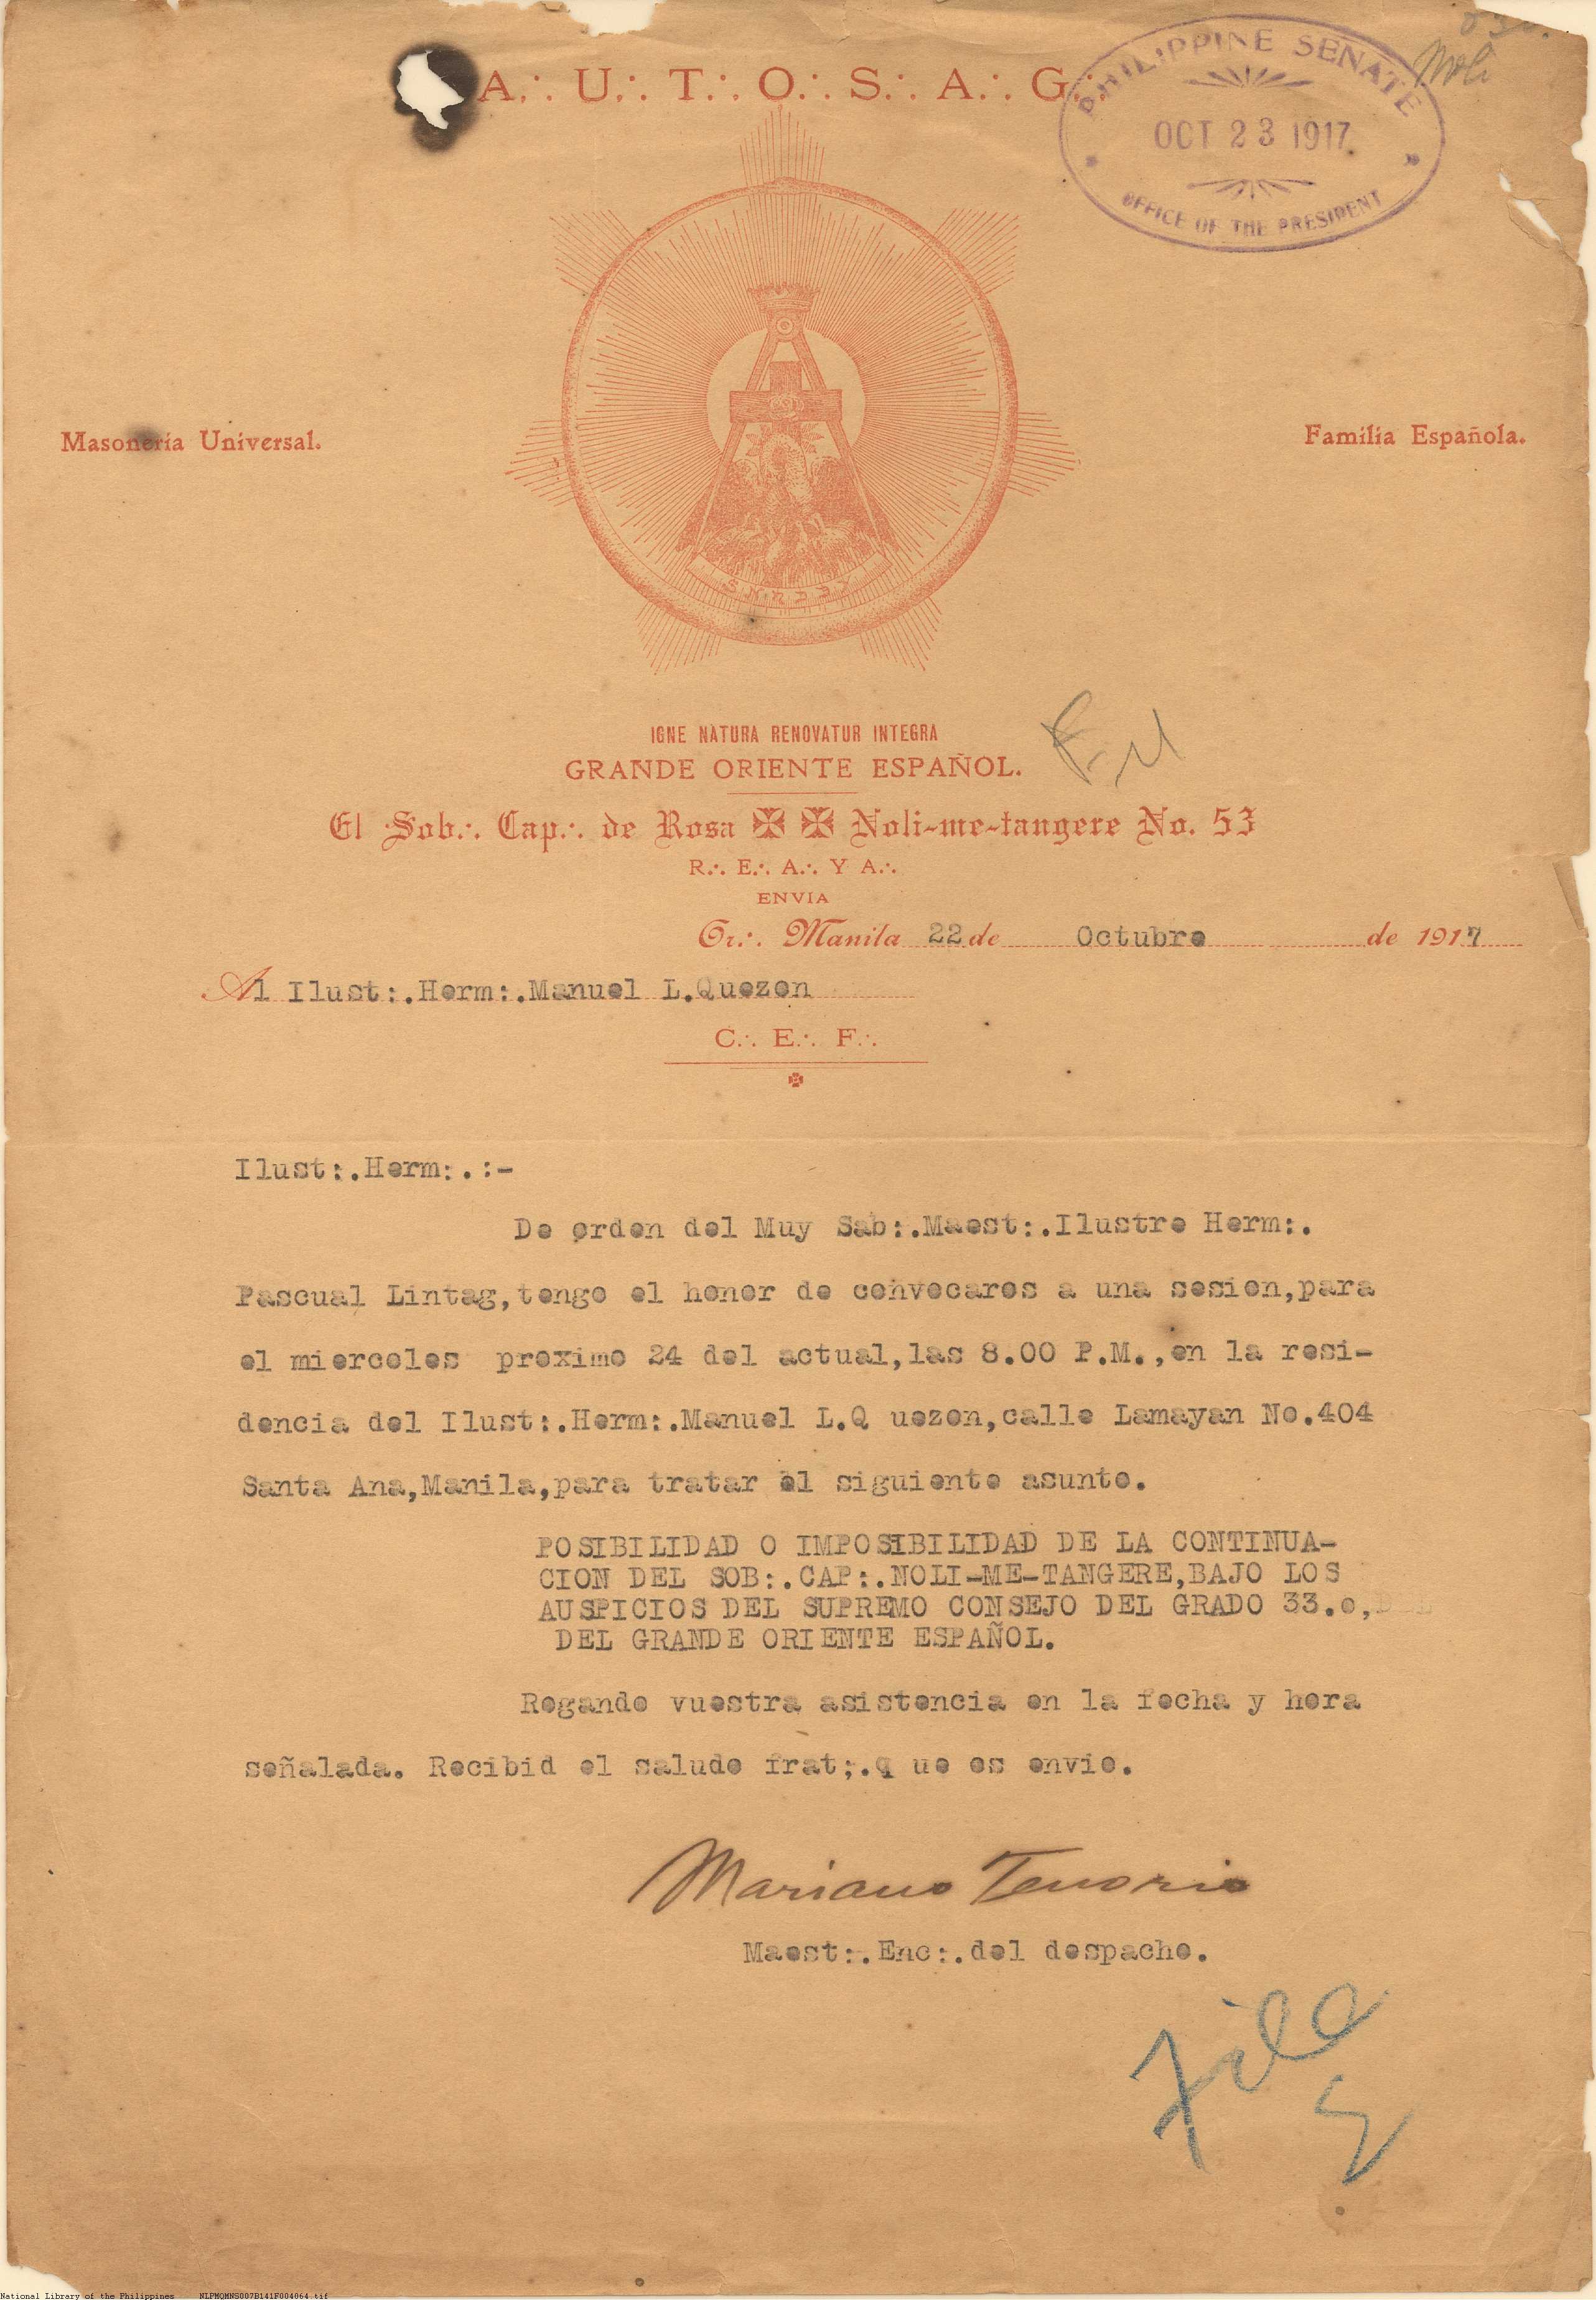 A∴ U∴ T∴ O∴ S∴ A∴ G∴
PHILIPPINE SENATE
OCT 23 1917
OFFICE OF THE PRESIDENT
Noli
Masonería Universal.
Familia Española.
IGNE NATURA RENOVATUR INTEGRA
GRANDE ORIENTE ESPAÑOL.
El Sob∴ Cap∴ de Rosa ✠ ✠ Noli-me-tangere No. 53
R∴ E∴ A∴ Y A∴
ENVIA
Or∴ Manila 22 de Octubre de 1917
Al Ilust:.Herm:.Manuel L.Quezon
C∴ E∴ F∴
Ilust:.Herm:.:-
De orden del Muy Sab:.Maest:.Ilustre Herm:.
Pascual Lintag,tengo el honor de convocaros a una sesion,para
el miercoles proximo 24 del actual,las 8.00 P.M.,en la resi-
dencia del Ilust:.Herm:.Manuel L.Q uezon,calle Lamayan No.404
Santa Ana,Manila,para tratar el siguiente asunto.
POSIBILIDAD O IMPOSIBILIDAD DE LA CONTINUA-
CION DEL SOB:.CAP:.NOLI-ME-TANGERE,BAJO LOS
AUSPICIOS DEL SUPREMO CONSEJO DEL GRADO 33.o,DEL
DEL GRANDE ORIENTE ESPAÑOL.
Rogando vuestra asistencia en la fecha y hora
señalada. Recibid el saludo frat;.q ue os envio.
Mariano Tenorio
Maest:.Enc:.del despacho.
File
National Library of the Philippines NLPMQMNS007B141F004064.tif